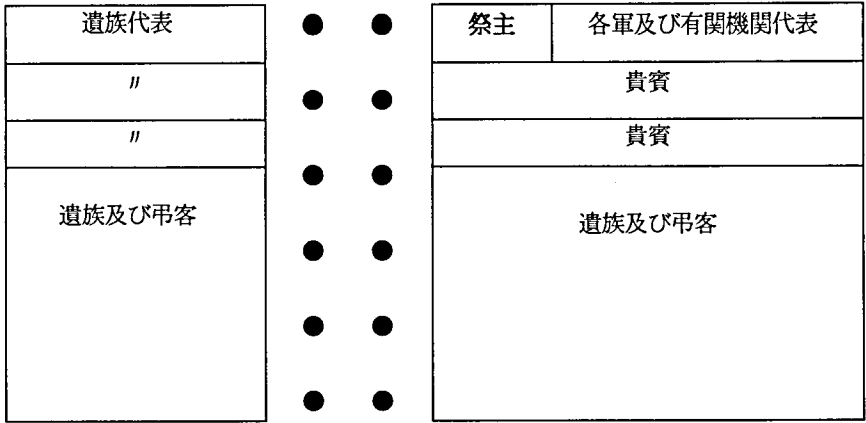 遺族代表
〃
〃
遺族及び弔客
祭主 各軍及び有関機関代表
貴賓
貴賓
遺族及び弔客